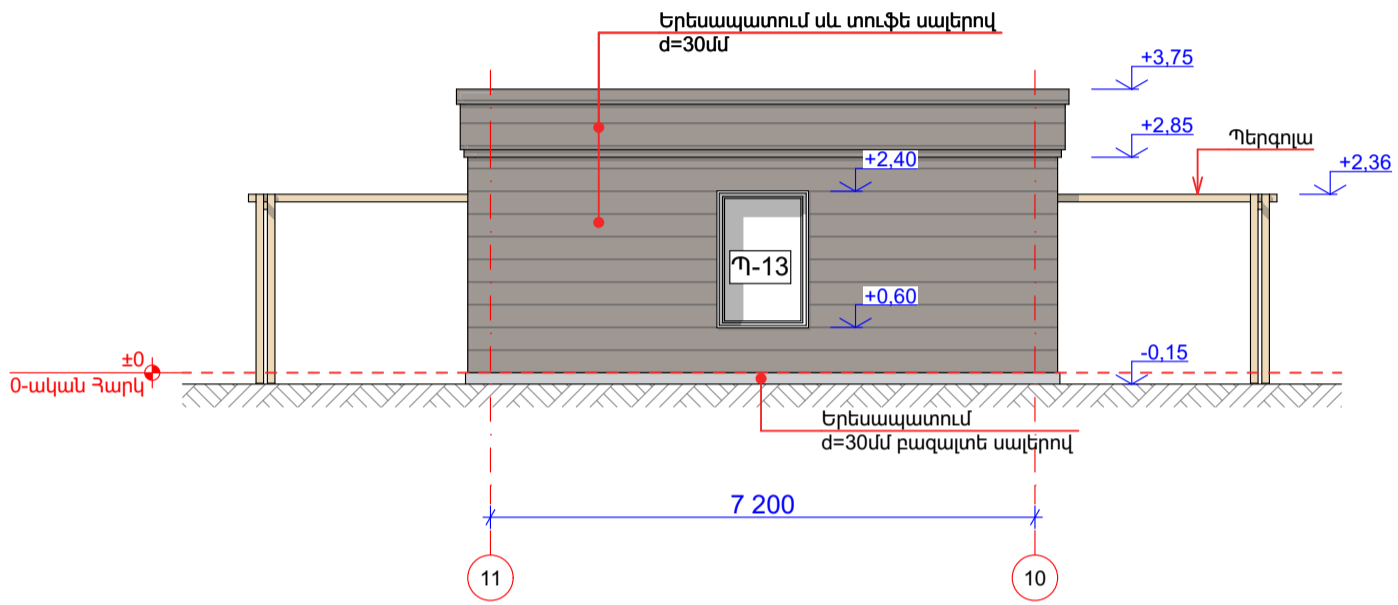 Երեսապատում սև տուֆե սալերով
d=30մմ
+3,75
+2,85
Պերգոլա
+2,40
+2,36
Պ-13
+0,60
±0
0-ական Հարկ
-0,15
Երեսապատում
d=30մմ բազալտե սալերով
7 200
11
10